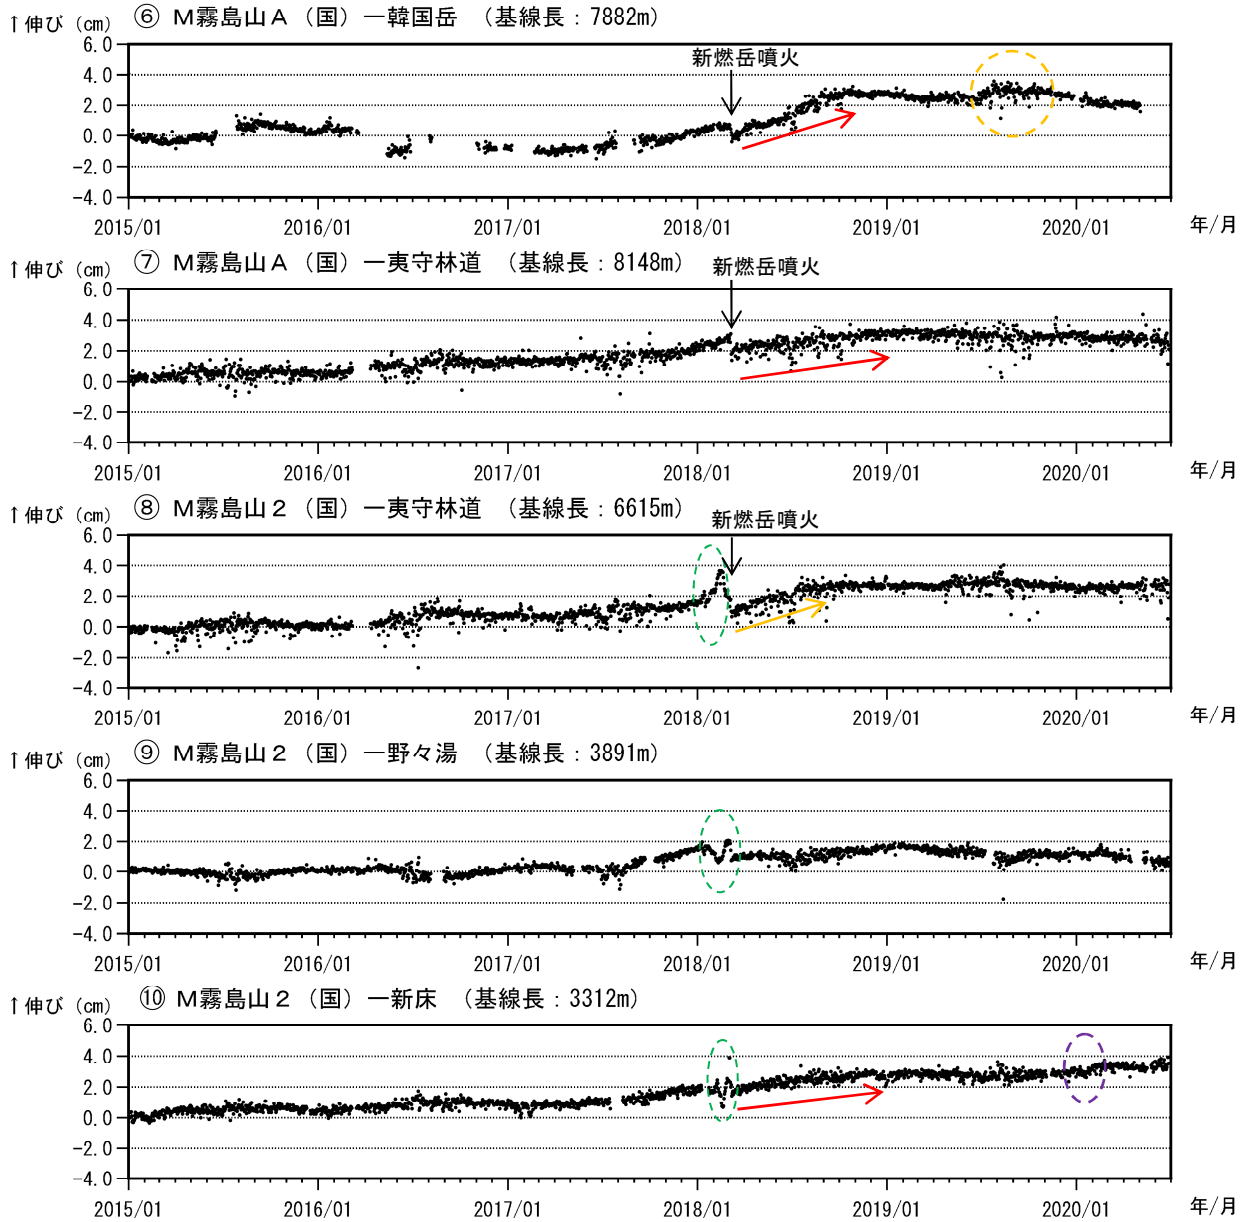 ↑伸び (cm) ⑥ Ｍ霧島山Ａ（国）―韓国岳 （基線長：7882m）
新燃岳噴火
6.0
4.0
2.0
0.0
-2.0
-4.0
2015/01 2016/01 2017/01 2018/01 2019/01 2020/01 年/月
↑伸び (cm) ⑦ Ｍ霧島山Ａ（国）―夷守林道 （基線長：8148m）
新燃岳噴火
6.0
4.0
2.0
0.0
-2.0
-4.0
2015/01 2016/01 2017/01 2018/01 2019/01 2020/01 年/月
↑伸び (cm) ⑧ Ｍ霧島山２（国）―夷守林道 （基線長：6615m）
新燃岳噴火
6.0
4.0
2.0
0.0
-2.0
-4.0
2015/01 2016/01 2017/01 2018/01 2019/01 2020/01 年/月
↑伸び (cm) ⑨ Ｍ霧島山２（国）―野々湯 （基線長：3891m）
6.0
4.0
2.0
0.0
-2.0
-4.0
2015/01 2016/01 2017/01 2018/01 2019/01 2020/01 年/月
↑伸び (cm) ⑩ Ｍ霧島山２（国）―新床 （基線長：3312m）
6.0
4.0
2.0
0.0
-2.0
-4.0
2015/01 2016/01 2017/01 2018/01 2019/01 2020/01 年/月